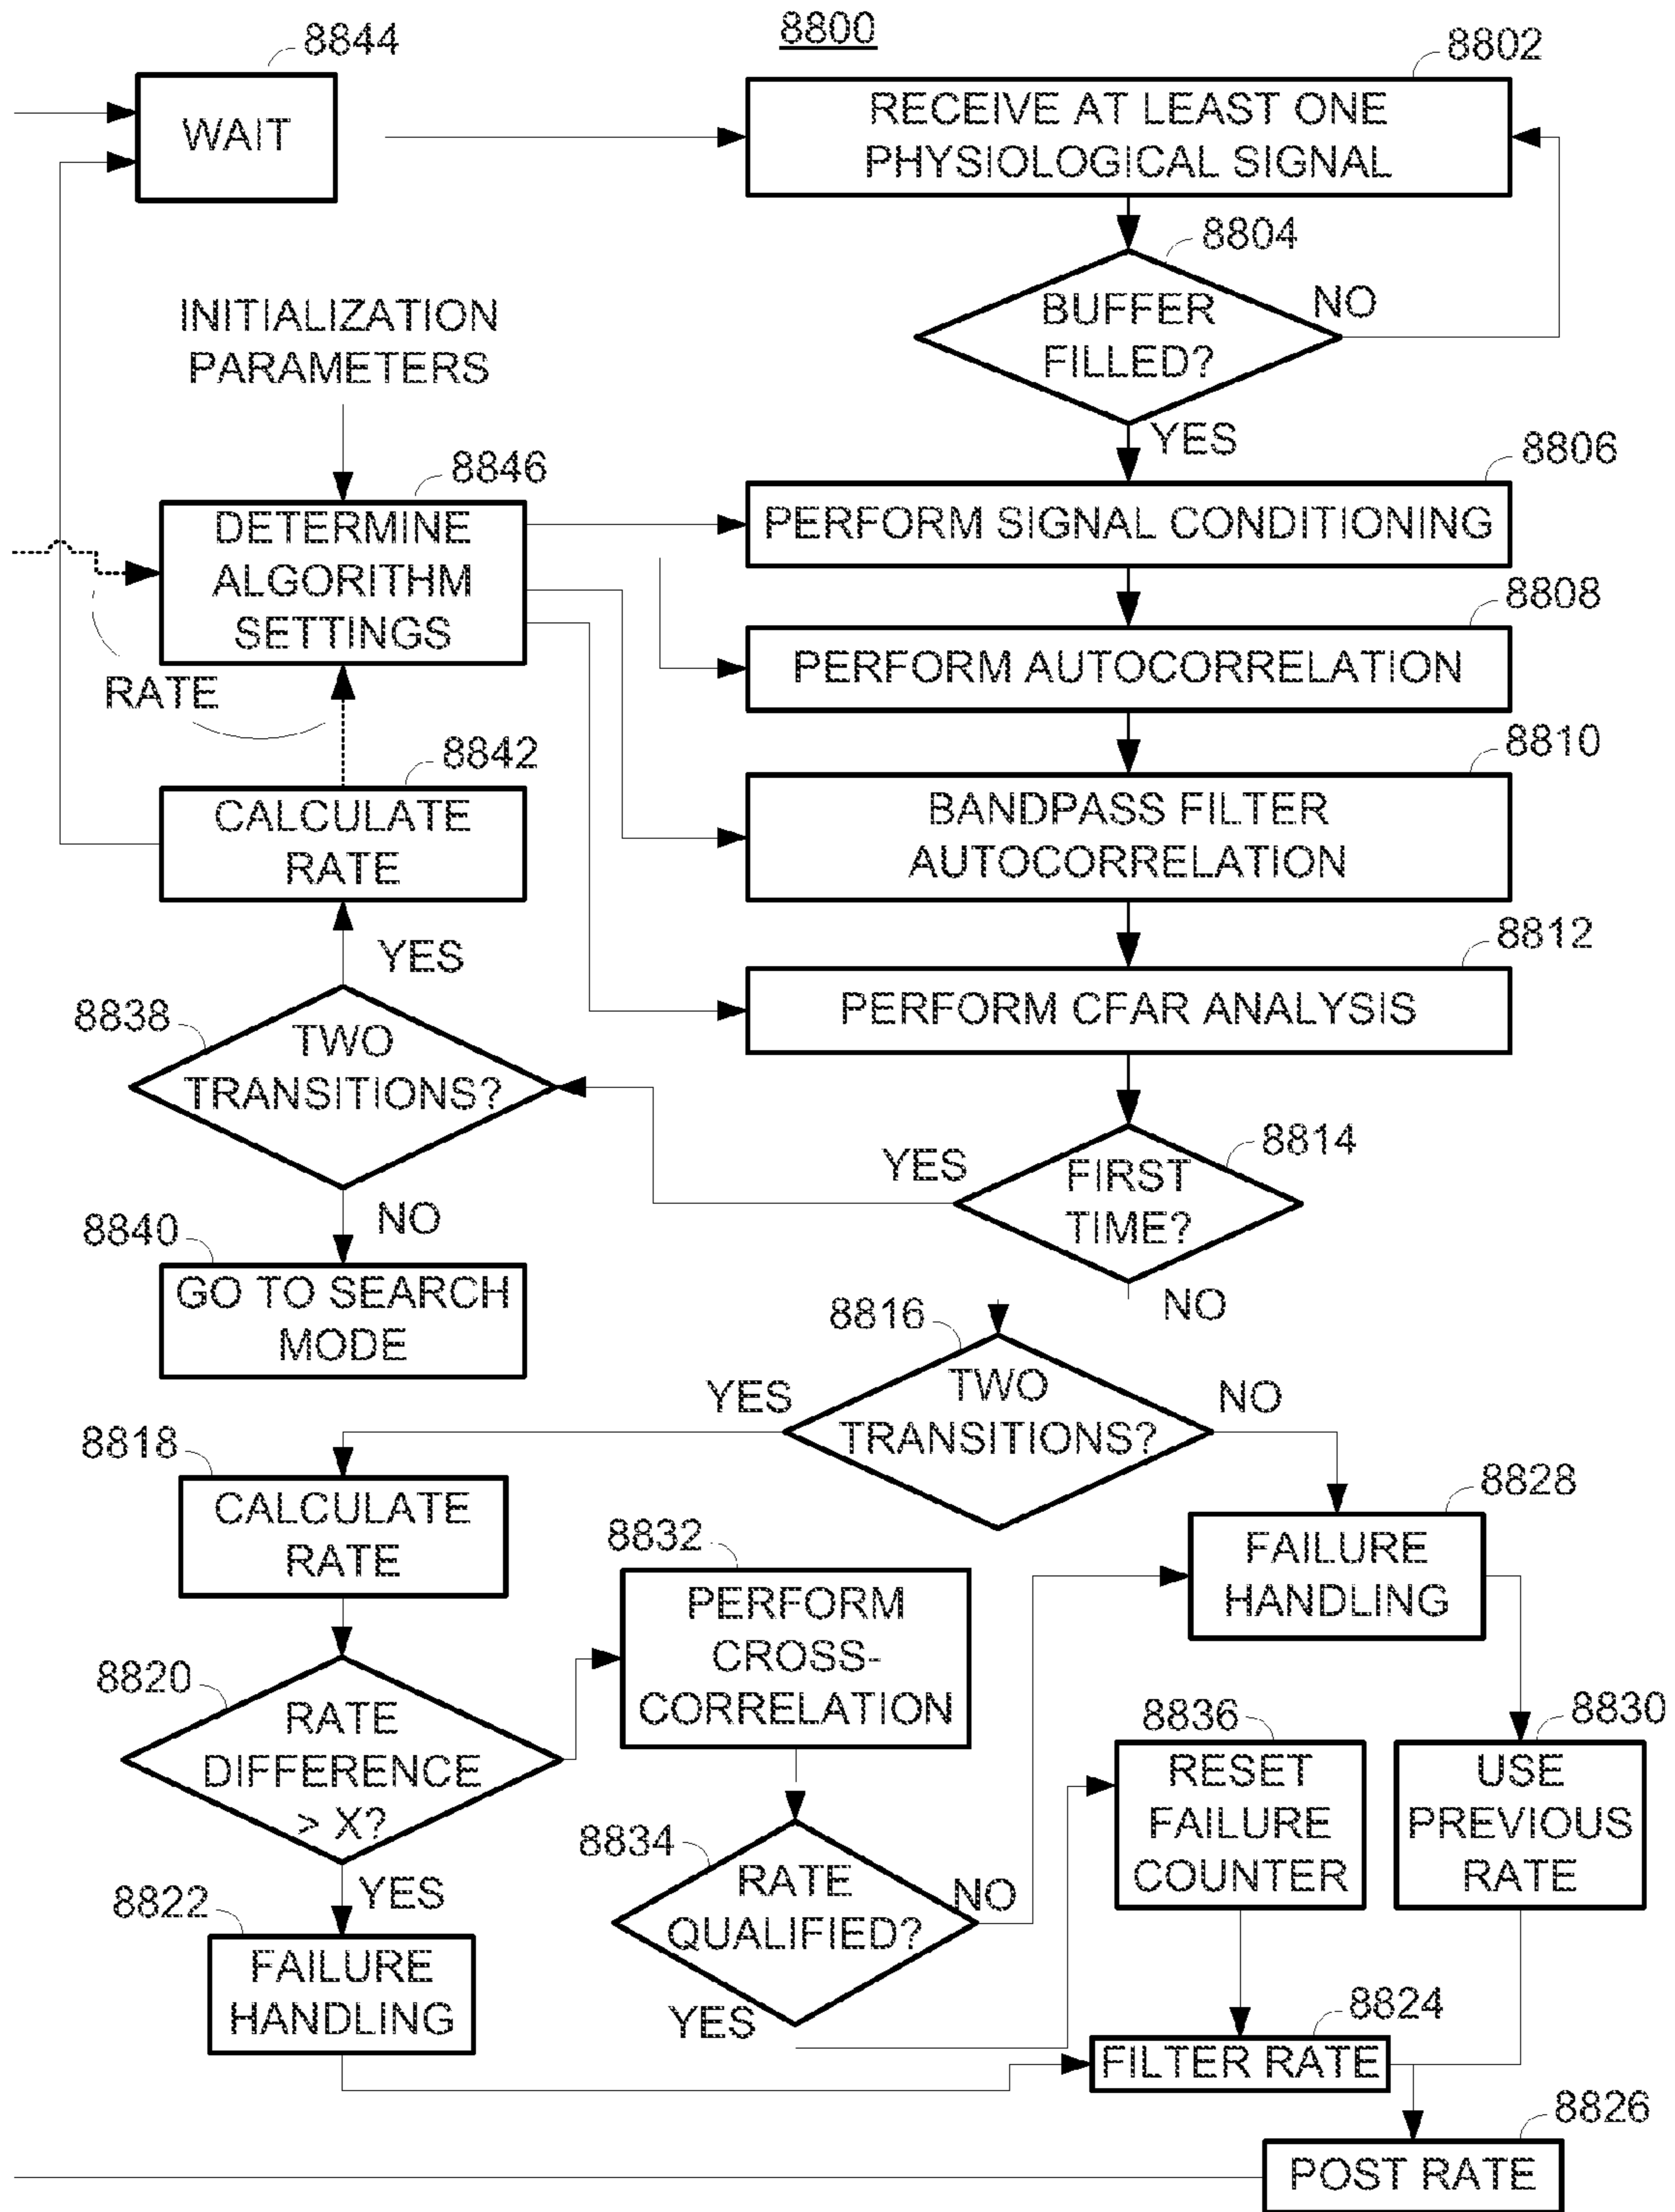 8800
8844
WAIT
8802
RECEIVE AT LEAST ONE
PHYSIOLOGICAL SIGNAL
8804
BUFFER
FILLED?
NO
YES
INITIALIZATION
PARAMETERS
8846
DETERMINE
ALGORITHM
SETTINGS
RATE
8806
PERFORM SIGNAL CONDITIONING
8808
PERFORM AUTOCORRELATION
8810
BANDPASS FILTER
AUTOCORRELATION
8842
CALCULATE
RATE
YES
8812
PERFORM CFAR ANALYSIS
8838
TWO
TRANSITIONS?
NO
8814
FIRST
TIME?
YES
NO
8840
GO TO SEARCH
MODE
8816
TWO
TRANSITIONS?
YES
NO
8818
CALCULATE
RATE
8828
FAILURE
HANDLING
8832
PERFORM
CROSS-
CORRELATION
8820
RATE
DIFFERENCE
> X?
YES
8836
RESET
FAILURE
COUNTER
8830
USE
PREVIOUS
RATE
8834
RATE
QUALIFIED?
NO
YES
8822
FAILURE
HANDLING
8824
FILTER RATE
8826
POST RATE